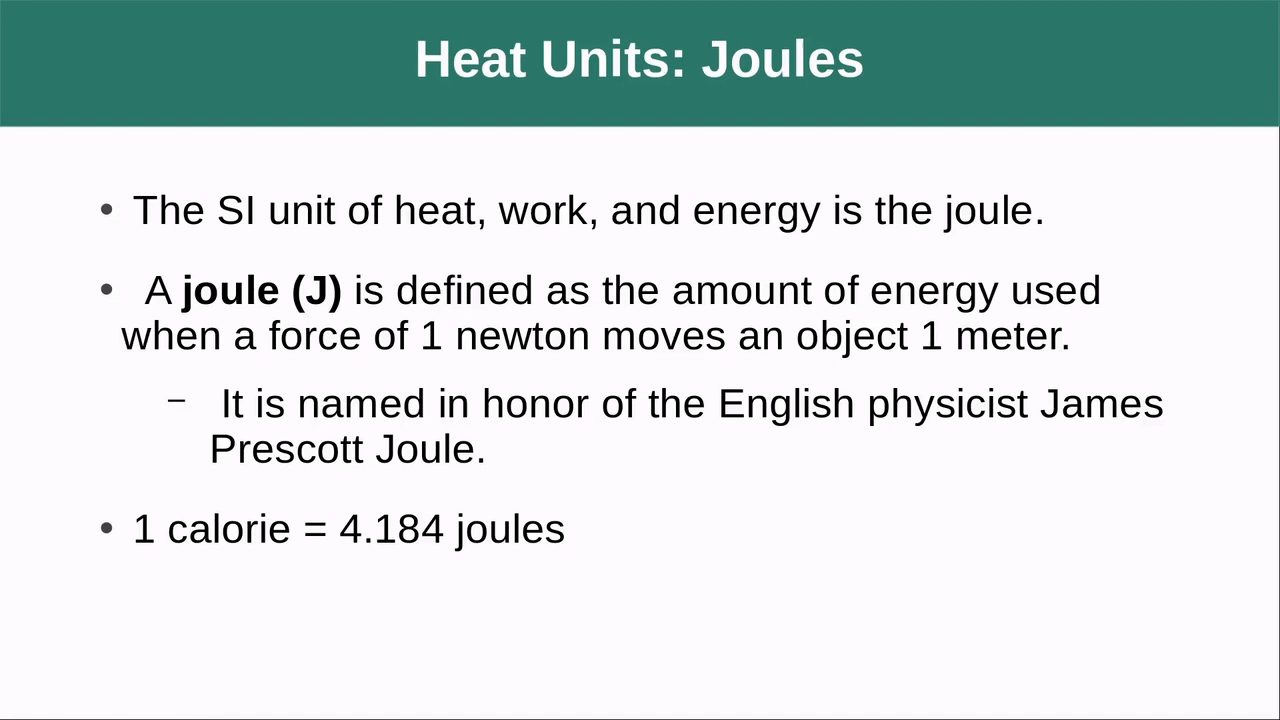 Heat Units: Joules
• The SI unit of heat, work, and energy is the joule.
• A joule (J) is defined as the amount of energy used
when a force of 1 newton moves an object 1 meter.
– It is named in honor of the English physicist James
Prescott Joule.
• 1 calorie = 4.184 joules